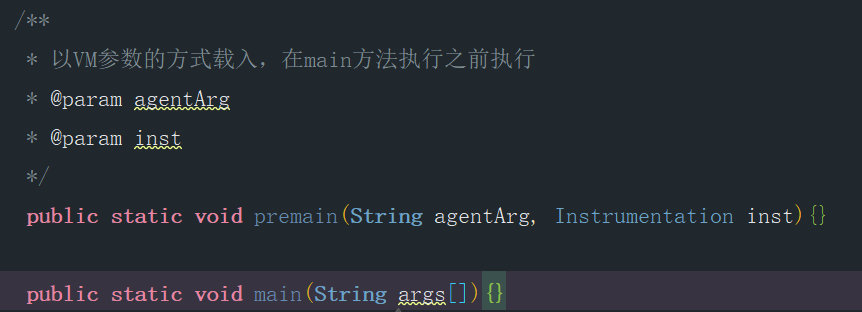 /**
* 以VM参数的方式载入，在main方法执行之前执行
* @param agentArg
* @param inst
*/
public static void premain(String agentArg, Instrumentation inst){}
public static void main(String args[]){}